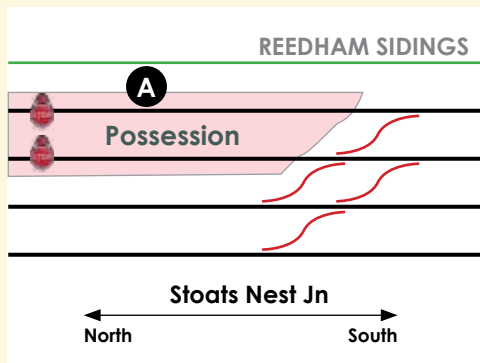 REEDHAM SIDINGS
A
Possession
Stoats Nest Jn
North South